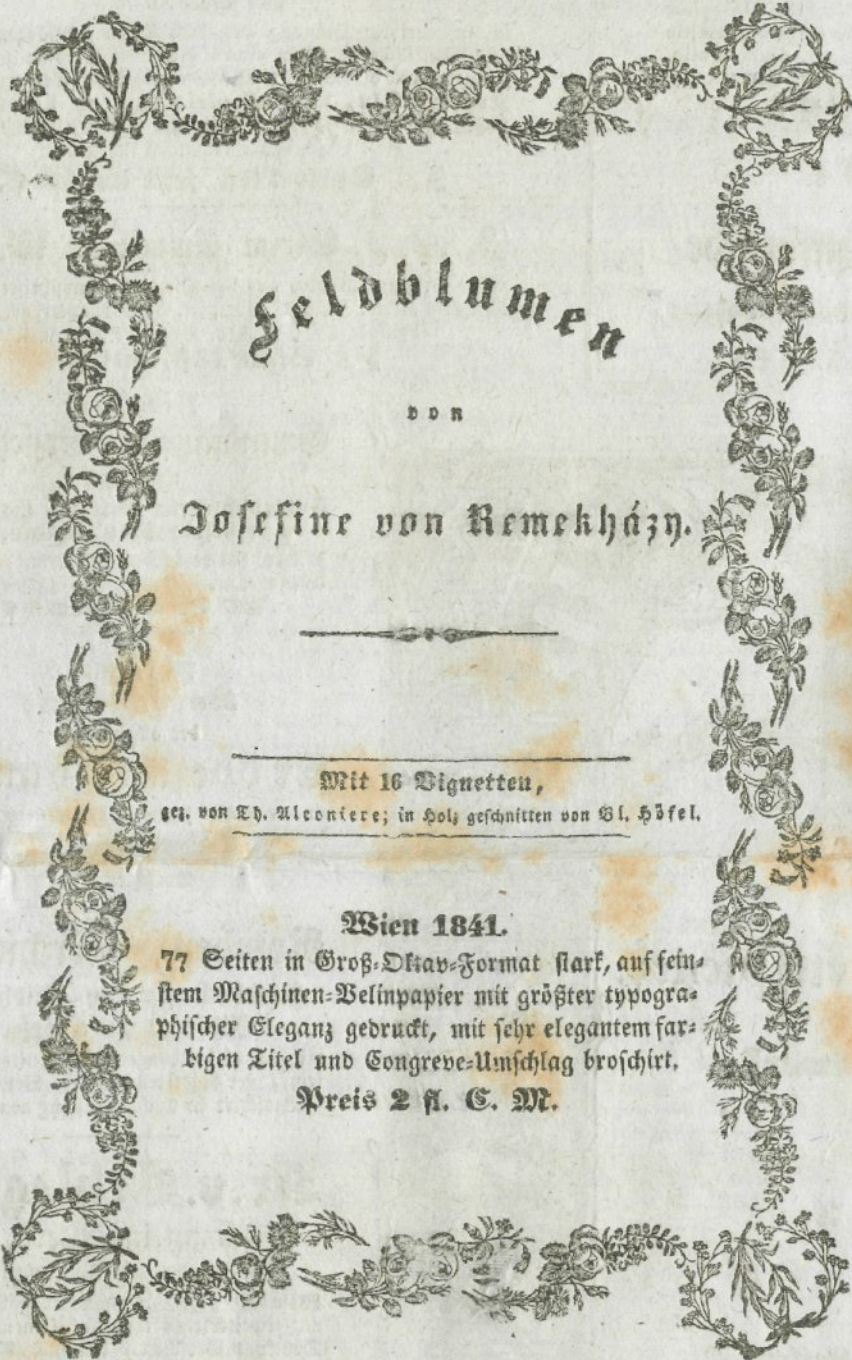 Feldblumen
von
Josefine von Remekházy.
Mit 16 Vignetten,
gez. von Th. Alconiere; in Holz geschnitten von Bl. Höfel.
Wien 1841.
77 Seiten in Groß-Oktav-Format stark, auf fein-
stem Maschinen-Velinpapier mit größter typogra-
phischer Eleganz gedruckt, mit sehr elegantem far-
bigen Titel und Congreve-Umschlag broschirt.
Preis 2 fl. C. M.